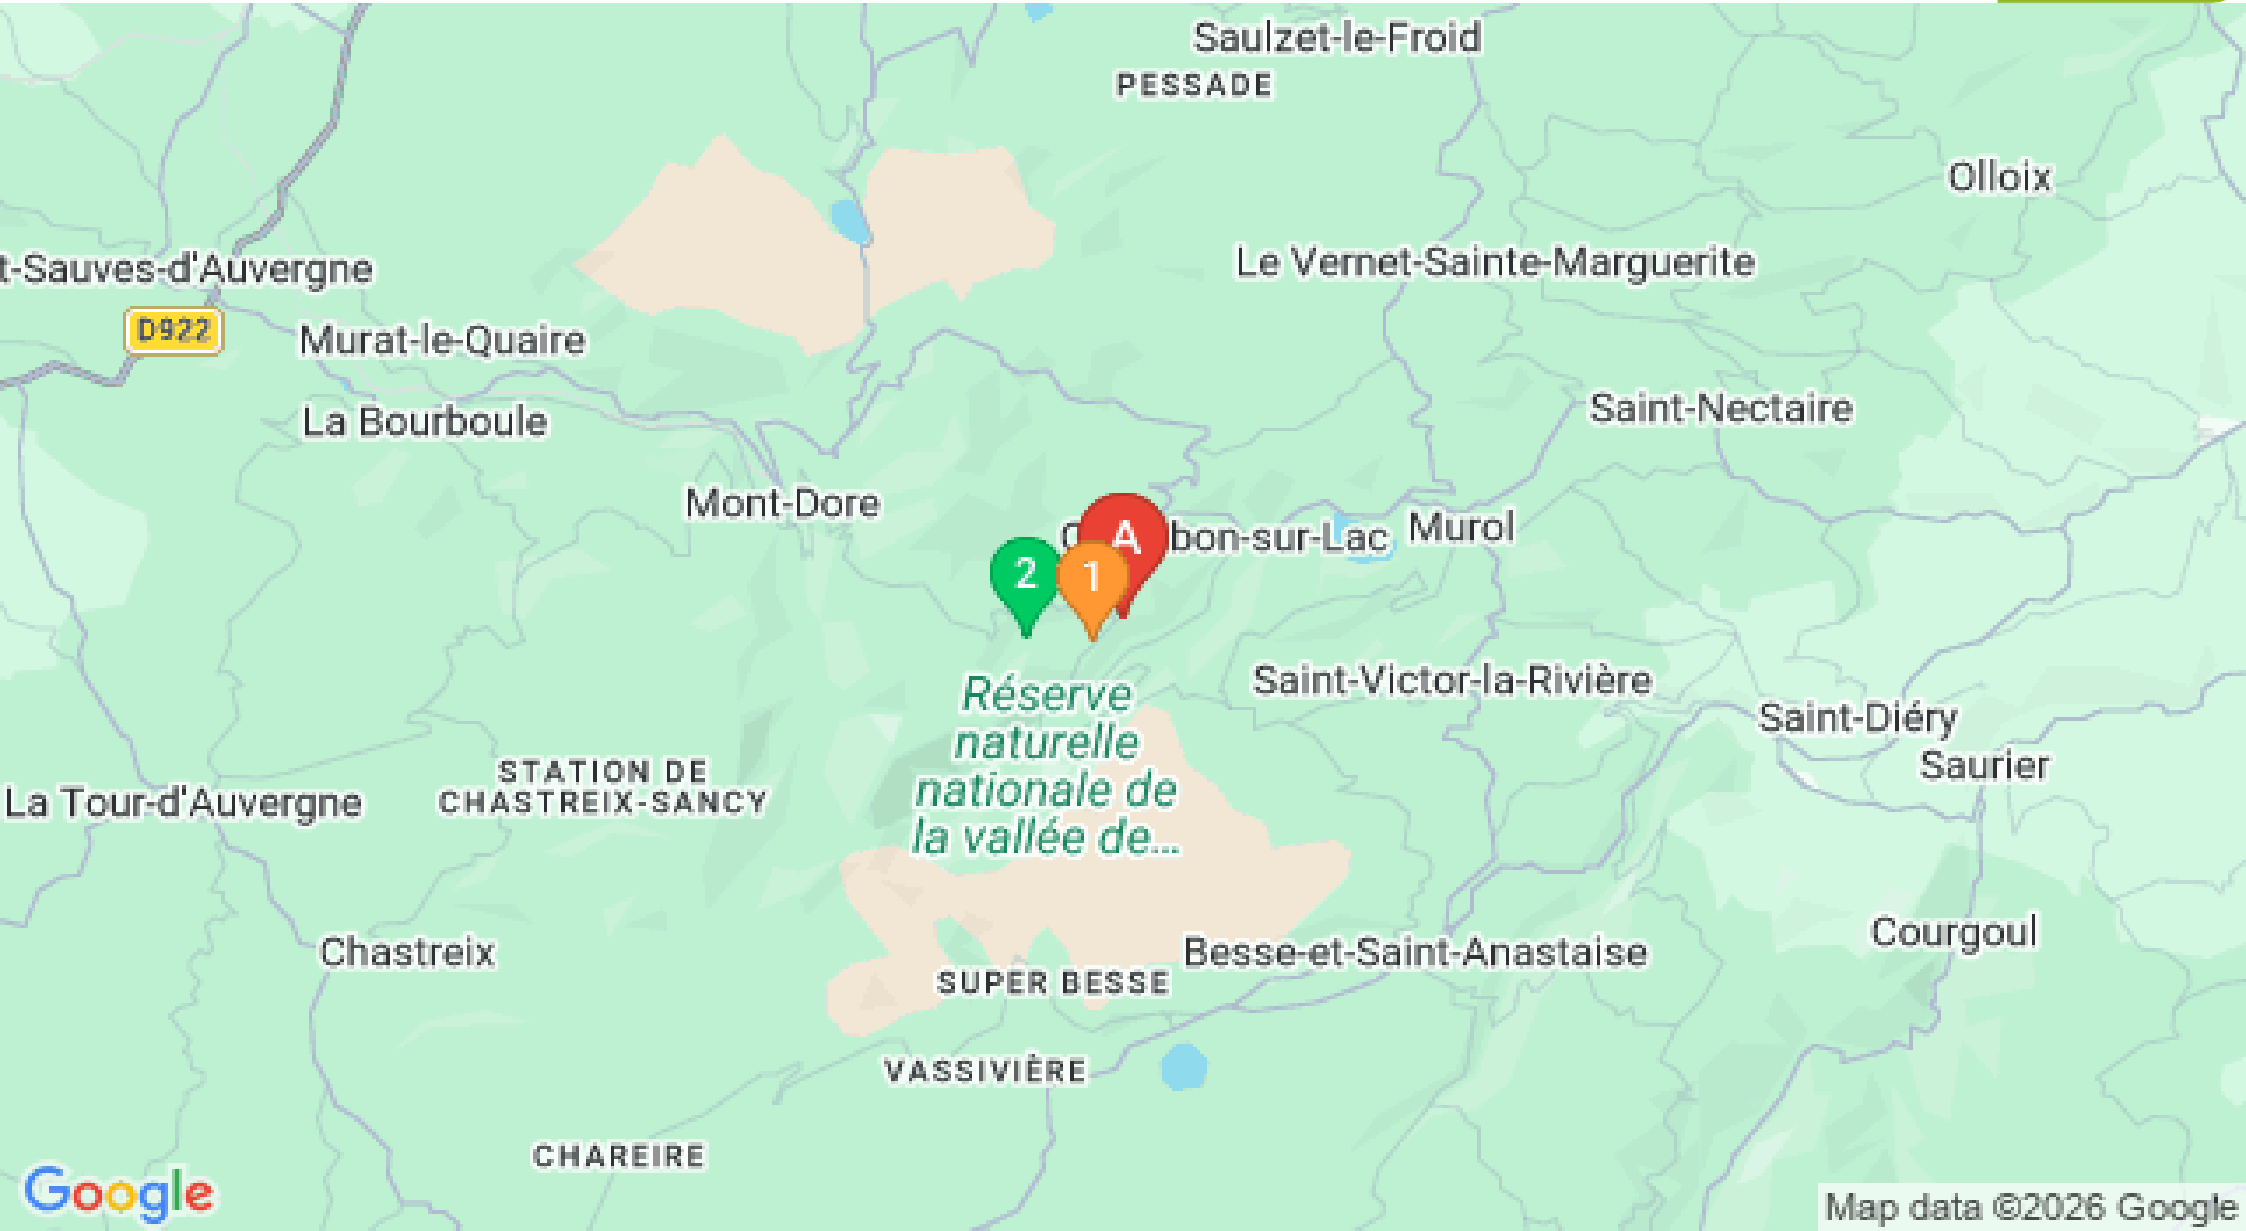 Saulzet-le-Froid
PESSADE
Olloix
t-Sauves-d'Auvergne
Le Vernet-Sainte-Marguerite
D922
Murat-le-Quaire
La Bourboule
Saint-Nectaire
Mont-Dore
A
bon-sur-Lac
Murol
2
1
Réserve
naturelle
nationale de
la vallée de...
Saint-Victor-la-Rivière
Saint-Diéry
Saurier
STATION DE
CHASTREIX-SANCY
La Tour-d'Auvergne
Chastreix
Besse-et-Saint-Anastaise
Courgoul
SUPER BESSE
VASSIVIÈRE
CHAREIRE
Google
Map data ©2026 Google